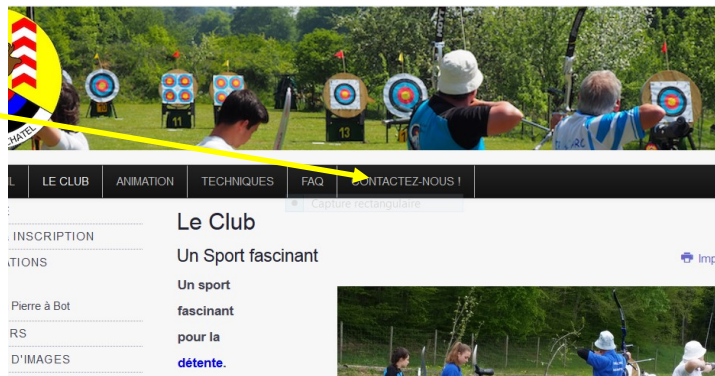 CHATEL
11
13
LE CLUB ANIMATION TECHNIQUES FAQ CONTACTEZ-NOUS !
Capture rectangulaire
Le Club
INSCRIPTION
Un Sport fascinant
Imp
TIONS
Un sport
fascinant
Pierre à Bot
pour la
RS
D'IMAGES
détente.